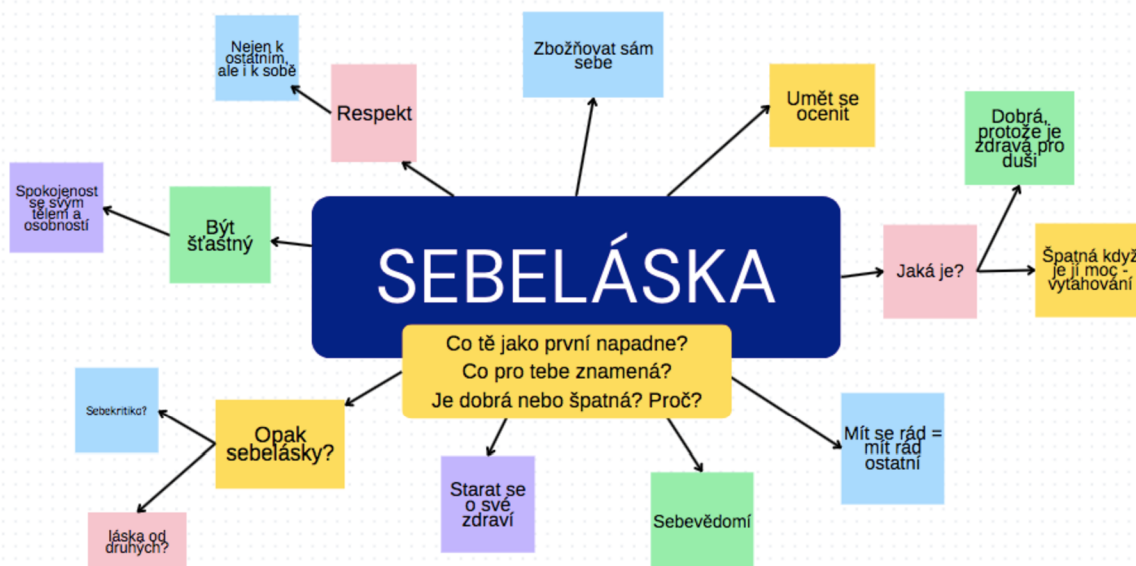 Nejen k
ostatním,
ale i k sobě
Respekt
Zbožňovat sám
sebe
Umět se
ocenit
Dobrá,
protože je
zdravá pro
duši
Spokojenost
se svým
tělem a
osobností
Být
šťastný
SEBELÁSKA
Jaká je?
Špatná když
je jí moc -
vytahování
Co tě jako první napadne?
Co pro tebe znamená?
Je dobrá nebo špatná? Proč?
Sebekritika?
Opak
sebelásky?
láska od
druhých?
Starat se
o své
zdraví
Sebevědomí
Mít se rád =
mít rád
ostatní